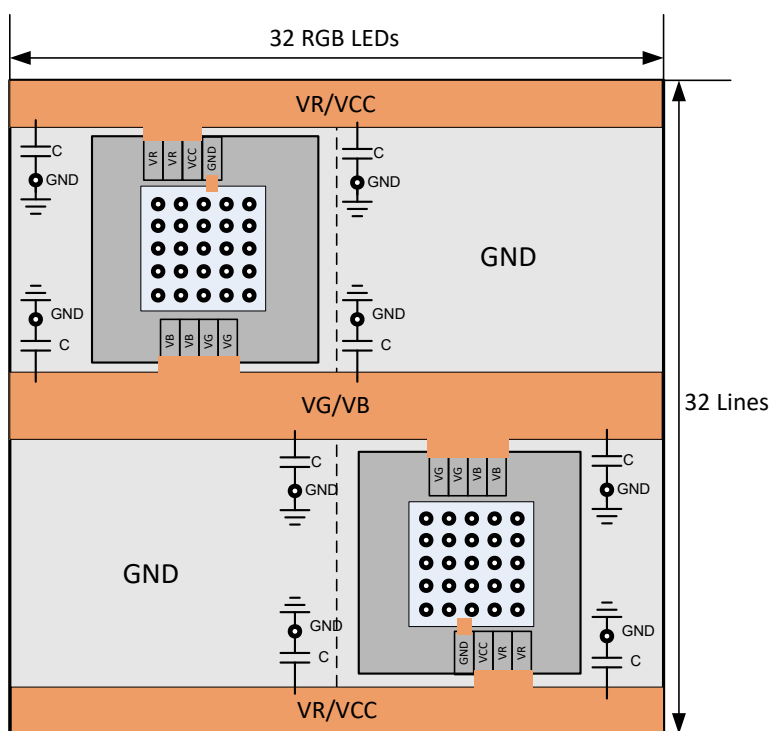 32 RGB LEDs
VR/VCC
C
GND
VR
VR
VCC
GND
C
GND
GND
GND
C
VB
VB
VG
VG
GND
C
VG/VB
32 Lines
C
GND
VG
VG
VB
VB
C
GND
GND
GND
C
GND
VCC
VR
VR
GND
C
VR/VCC